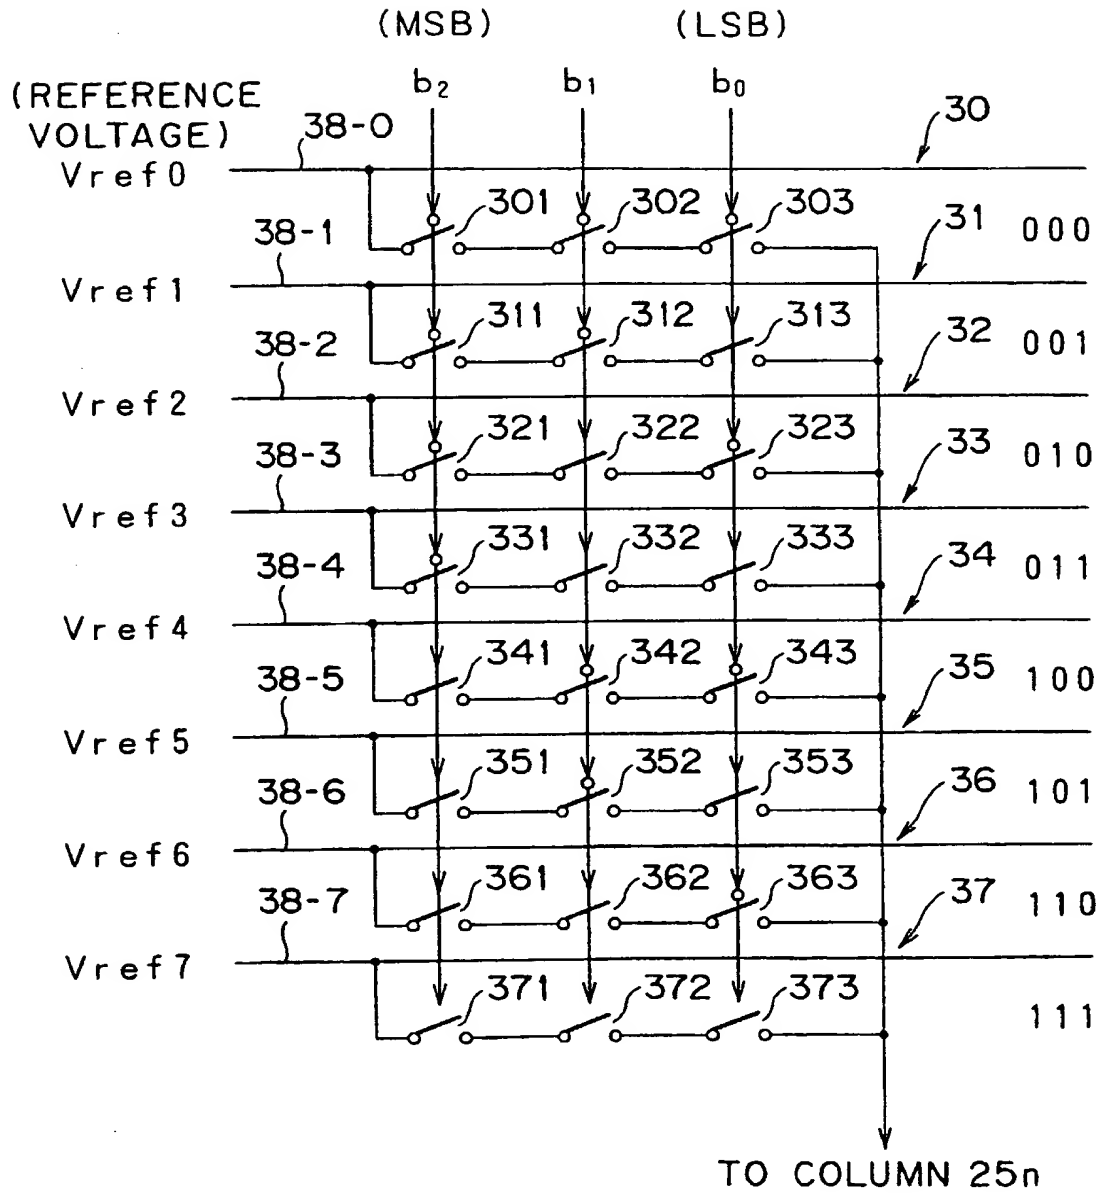 (MSB) (LSB)
b2 b1 b0
(REFERENCE
VOLTAGE)
38-0 30
Vref0
301 302 303
38-1 31 000
Vref1
311 312 313
38-2 32 001
Vref2
321 322 323
38-3 33 010
Vref3
331 332 333
38-4 34 011
Vref4
341 342 343
38-5 35 100
Vref5
351 352 353
38-6 36 101
Vref6
361 362 363
38-7 37 110
Vref7
371 372 373
111
TO COLUMN 25n